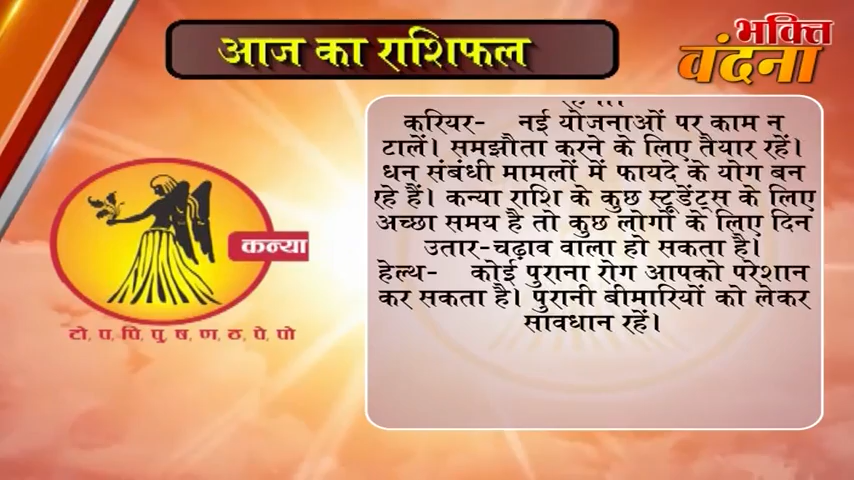 आज का राशिफल
भक्ति
वंदना
करियर- नई योजनाओं पर काम न
टालें। समझौता करने के लिए तैयार रहें।
धन संबंधी मामलों में फायदे के योग बन
रहे हैं। कन्या राशि के कुछ स्टूडेंट्स के लिए
अच्छा समय है तो कुछ लोगों के लिए दिन
उतार-चढ़ाव वाला हो सकता है।
हेल्थ- कोई पुराना रोग आपको परेशान
कर सकता है। पुरानी बीमारियों को लेकर
सावधान रहें।
कन्या
टो, प, पि, पु, ष, ण, ठ, पे, पो